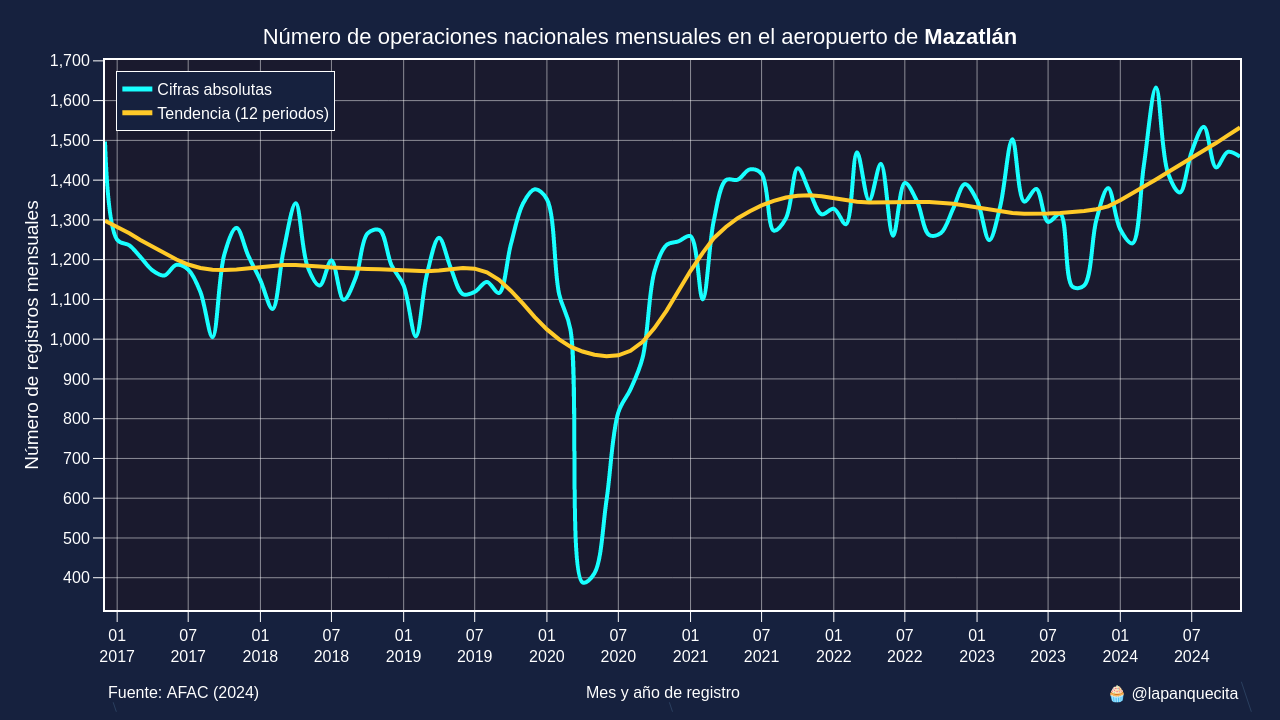 Número de operaciones nacionales mensuales en el aeropuerto de Mazatlán
Cifras absolutas
Tendencia (12 periodos)
Número de registros mensuales
1,700
1,600
1,500
1,400
1,300
1,200
1,100
1,000
900
800
700
600
500
400
01 07 01 07 01 07 01 07 01 07 01 07 01 07 01 07
2017 2017 2018 2018 2019 2019 2020 2020 2021 2021 2022 2022 2023 2023 2024 2024
Fuente: AFAC (2024) Mes y año de registro 🧁 @lapanquecita